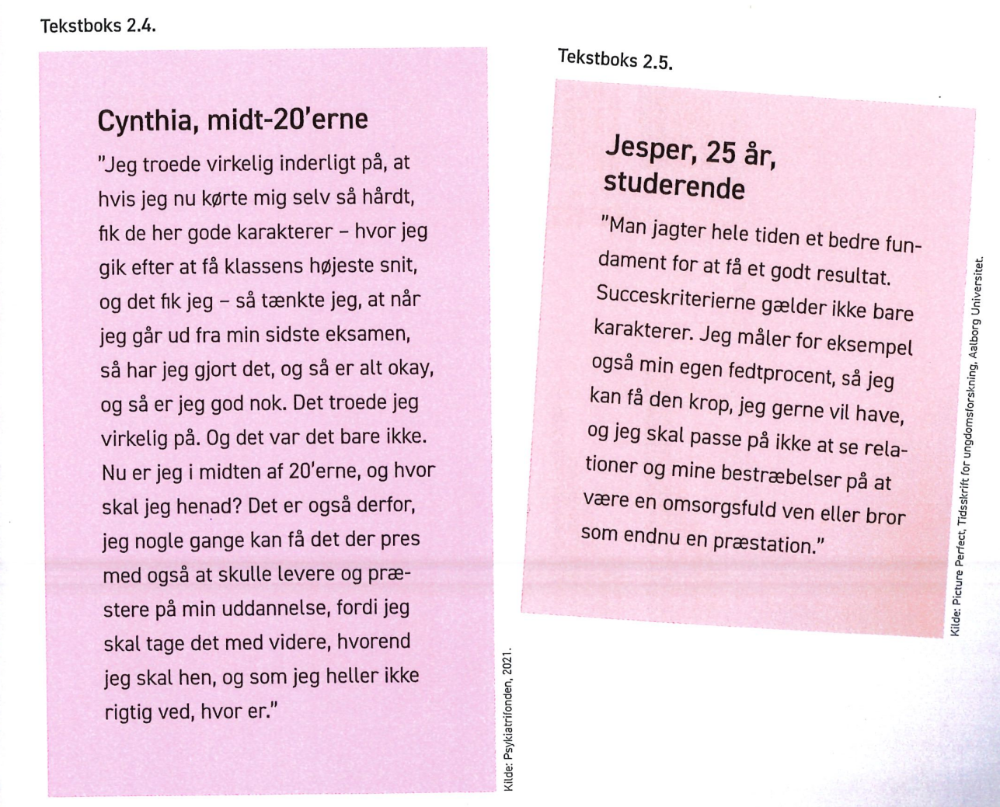 Tekstboks 2.4.
Cynthia, midt-20'erne
"Jeg troede virkelig inderligt på, at
hvis jeg nu kørte mig selv så hårdt,
fik de her gode karakterer – hvor jeg
gik efter at få klassens højeste snit,
og det fik jeg – så tænkte jeg, at når
jeg går ud fra min sidste eksamen,
så har jeg gjort det, og så er alt okay,
og så er jeg god nok. Det troede jeg
virkelig på. Og det var det bare ikke.
Nu er jeg i midten af 20'erne, og hvor
skal jeg henad? Det er også derfor,
jeg nogle gange kan få det der pres
med også at skulle levere og præ-
stere på min uddannelse, fordi jeg
skal tage det med videre, hvorend
jeg skal hen, og som jeg heller ikke
rigtig ved, hvor er."
Kilde: Psykiatrifonden, 2021.
Tekstboks 2.5.
Jesper, 25 år,
studerende
"Man jagter hele tiden et bedre fun-
dament for at få et godt resultat.
Succeskriterierne gælder ikke bare
karakterer. Jeg måler for eksempel
også min egen fedtprocent, så jeg
kan få den krop, jeg gerne vil have,
og jeg skal passe på ikke at se rela-
tioner og mine bestræbelser på at
være en omsorgsfuld ven eller bror
som endnu en præstation."
Kilde: Picture Perfect, Tidsskrift for ungdomsforskning, Aalborg Universitet.